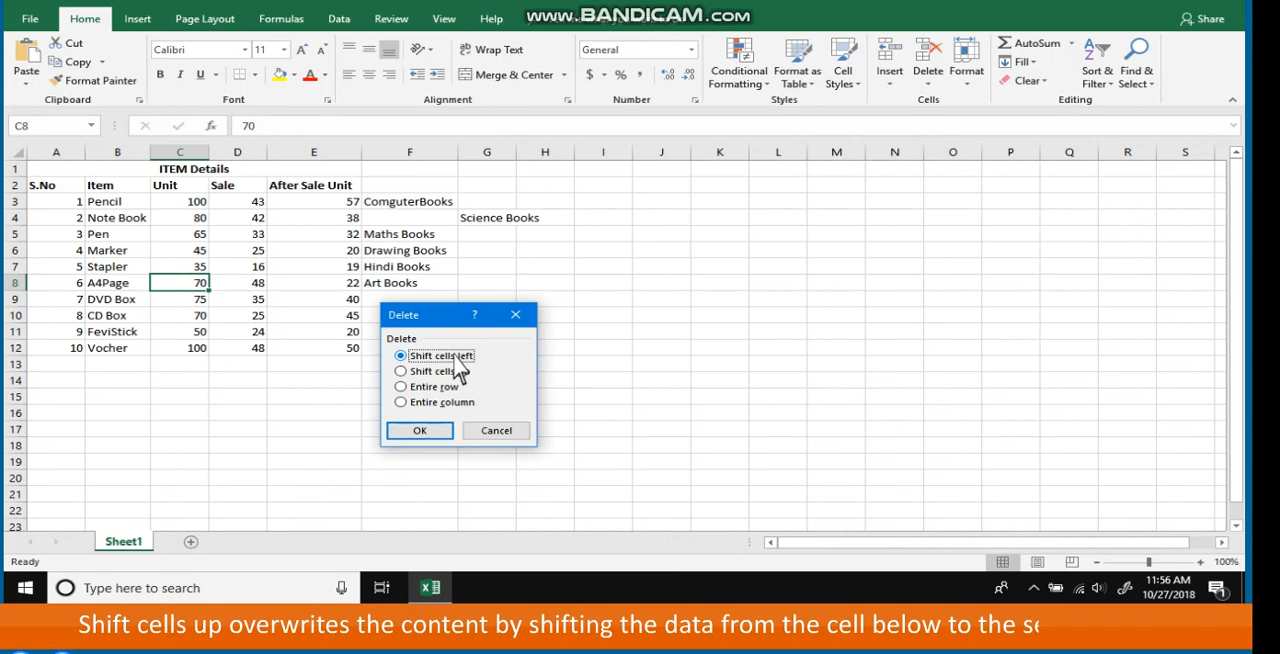 www.BANDICAM.com
File Home Insert Page Layout Formulas Data Review View Help Share
Cut
Copy
Format Painter
Paste
Clipboard
Calibri 11
B I U
Font
Wrap Text
Merge & Center
Alignment
General
$ % ,
Number
Conditional Formatting
Format as Table
Cell Styles
Styles
Insert Delete Format
Cells
AutoSum
Fill
Clear
Sort & Filter
Find & Select
Editing
C8 fx 70
A B C D E F G H I J K L M N O P Q R S
1 ITEM Details
2 S.No Item Unit Sale After Sale Unit
3 1 Pencil 100 43 57 ComguterBooks
4 2 Note Book 80 42 38 Science Books
5 3 Pen 65 33 32 Maths Books
6 4 Marker 45 25 20 Drawing Books
7 5 Stapler 35 16 19 Hindi Books
8 6 A4Page 70 48 22 Art Books
9 7 DVD Box 75 35 40
10 8 CD Box 70 25 45
11 9 FeviStick 50 24 20
12 10 Vocher 100 48 50
13
14
15
16
17
18
19
20
21
22
23
Delete ?
Delete
Shift cells left
Shift cells
Entire row
Entire column
OK Cancel
Sheet1
Ready 100%
Type here to search
11:56 AM
10/27/2018
1
Shift cells up overwrites the content by shifting the data from the cell below to the se